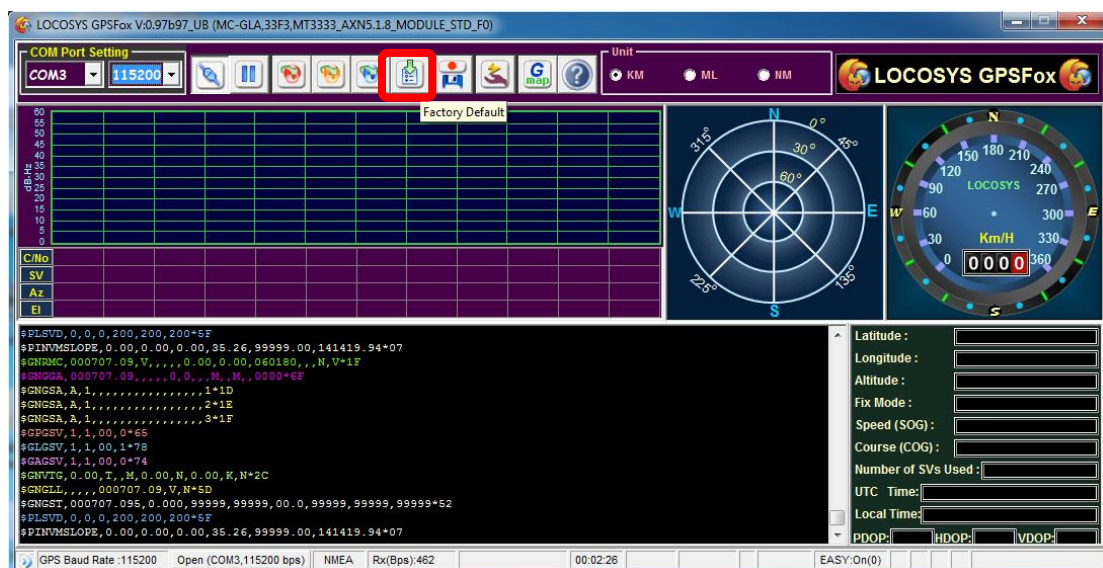 LOCOSYS GPSFox V:0.97b97_UB (MC-GLA,33F3,MT3333_AXN5.1.8_MODULE_STD_F0)
COM Port Setting
COM3 115200
Unit
KM ML NM
G map
?
LOCOSYS GPSFox
Factory Default
dB-Hz
60
55
50
45
40
35
30
25
20
15
10
5
0
C/No
SV
Az
El
N
0°
45°
315°
30°
60°
W
E
225°
135°
S
N
150 180 210
120 240
90 LOCOSYS 270
W 60 300 E
30 Km/H 330
0 0000 360
S
$PLSVD,0,0,0,200,200,200*5F
$PINVMSLOPE,0.00,0.00,0.00,35.26,99999.00,141419.94*07
$GNRMC,000707.09,V,,,,,0.00,0.00,060180,,,N,V*1F
$GNGGA,000707.09,,,,,0,0,,,M,,M,,0000*6F
$GNGSA,A,1,,,,,,,,,,,,,,,,1*1D
$GNGSA,A,1,,,,,,,,,,,,,,,,2*1E
$GNGSA,A,1,,,,,,,,,,,,,,,,3*1F
$GPGSV,1,1,00,0*65
$GLGSV,1,1,00,1*78
$GAGSV,1,1,00,0*74
$GNVTG,0.00,T,,M,0.00,N,0.00,K,N*2C
$GNGLL,,,,,000707.09,V,N*5D
$GNGST,000707.095,0.000,99999,99999,00.0,99999,99999,99999*52
$PLSVD,0,0,0,200,200,200*5F
$PINVMSLOPE,0.00,0.00,0.00,35.26,99999.00,141419.94*07
Latitude :
Longitude :
Altitude :
Fix Mode :
Speed (SOG) :
Course (COG) :
Number of SVs Used :
UTC Time:
Local Time:
PDOP: HDOP: VDOP:
GPS Baud Rate :115200 Open (COM3,115200 bps) NMEA Rx(Bps):462 00:02:26 EASY:On(0)